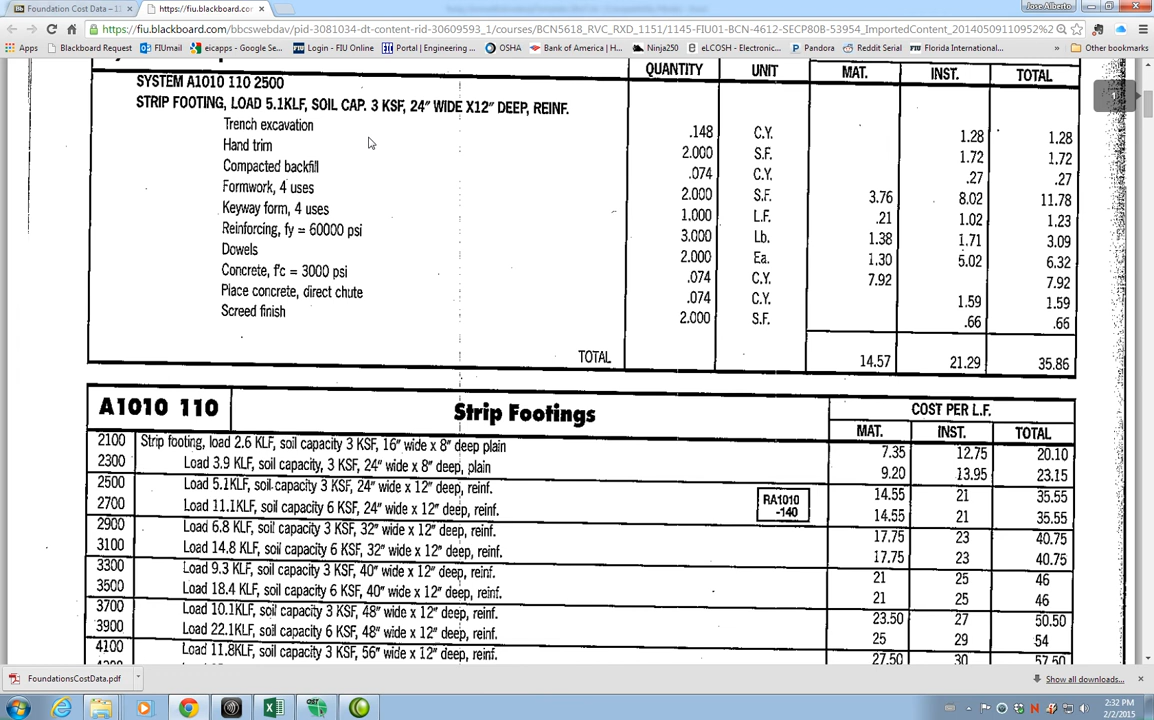 Foundation Cost Data – 1
https://fiu.blackboard.com/
Jose Alberto
https://fiu.blackboard.com/bbcswebdav/pid-3081034-dt-content-rid-30609593_1/courses/BCN5618_RVC_RXD_1151/1145-FIU01-BCN-4612-SECP80B-53954_ImportedContent_20140509110952%2
Apps Blackboard Request FIUMail eicapps - Google Se... Login - FIU Online Portal | Engineering ... OSHA Bank of America | H... Ninja250 eLCOSH - Electronic... Pandora Reddit Serial Florida International... Other bookmarks
QUANTITY UNIT MAT. INST. TOTAL
SYSTEM A1010 110 2500
STRIP FOOTING, LOAD 5.1KLF, SOIL CAP. 3 KSF, 24" WIDE X12" DEEP, REINF.
Trench excavation .148 C.Y. 1.28 1.28
Hand trim 2.000 S.F. 1.72 1.72
Compacted backfill .074 C.Y. .27 .27
Formwork, 4 uses 2.000 S.F. 3.76 8.02 11.78
Keyway form, 4 uses 1.000 L.F. .21 1.02 1.23
Reinforcing, fy = 60000 psi 3.000 Lb. 1.38 1.71 3.09
Dowels 2.000 Ea. 1.30 5.02 6.32
Concrete, f'c = 3000 psi .074 C.Y. 7.92 7.92
Place concrete, direct chute .074 C.Y. 1.59 1.59
Screed finish 2.000 S.F. .66 .66
TOTAL 14.57 21.29 35.86
1
A1010 110 Strip Footings COST PER L.F.
MAT. INST. TOTAL
2100 Strip footing, load 2.6 KLF, soil capacity 3 KSF, 16" wide x 8" deep plain 7.35 12.75 20.10
2300 Load 3.9 KLF, soil capacity, 3 KSF, 24" wide x 8" deep, plain 9.20 13.95 23.15
2500 Load 5.1KLF, soil capacity 3 KSF, 24" wide x 12" deep, reinf. 14.55 21 35.55
2700 Load 11.1KLF, soil capacity 6 KSF, 24" wide x 12" deep, reinf. 14.55 21 35.55
RA1010
-140
2900 Load 6.8 KLF, soil capacity 3 KSF, 32" wide x 12" deep, reinf. 17.75 23 40.75
3100 Load 14.8 KLF, soil capacity 6 KSF, 32" wide x 12" deep, reinf. 17.75 23 40.75
3300 Load 9.3 KLF, soil capacity 3 KSF, 40" wide x 12" deep, reinf. 21 25 46
3500 Load 18.4 KLF, soil capacity 6 KSF, 40" wide x 12" deep, reinf. 21 25 46
3700 Load 10.1KLF, soil capacity 3 KSF, 48" wide x 12" deep, reinf. 23.50 27 50.50
3900 Load 22.1KLF, soil capacity 6 KSF, 48" wide x 12" deep, reinf. 25 29 54
4100 Load 11.8KLF, soil capacity 3 KSF, 56" wide x 12" deep, reinf. 27.50 30 57.50
FoundationsCostData.pdf
Show all downloads...
2:32 PM
2/2/2015